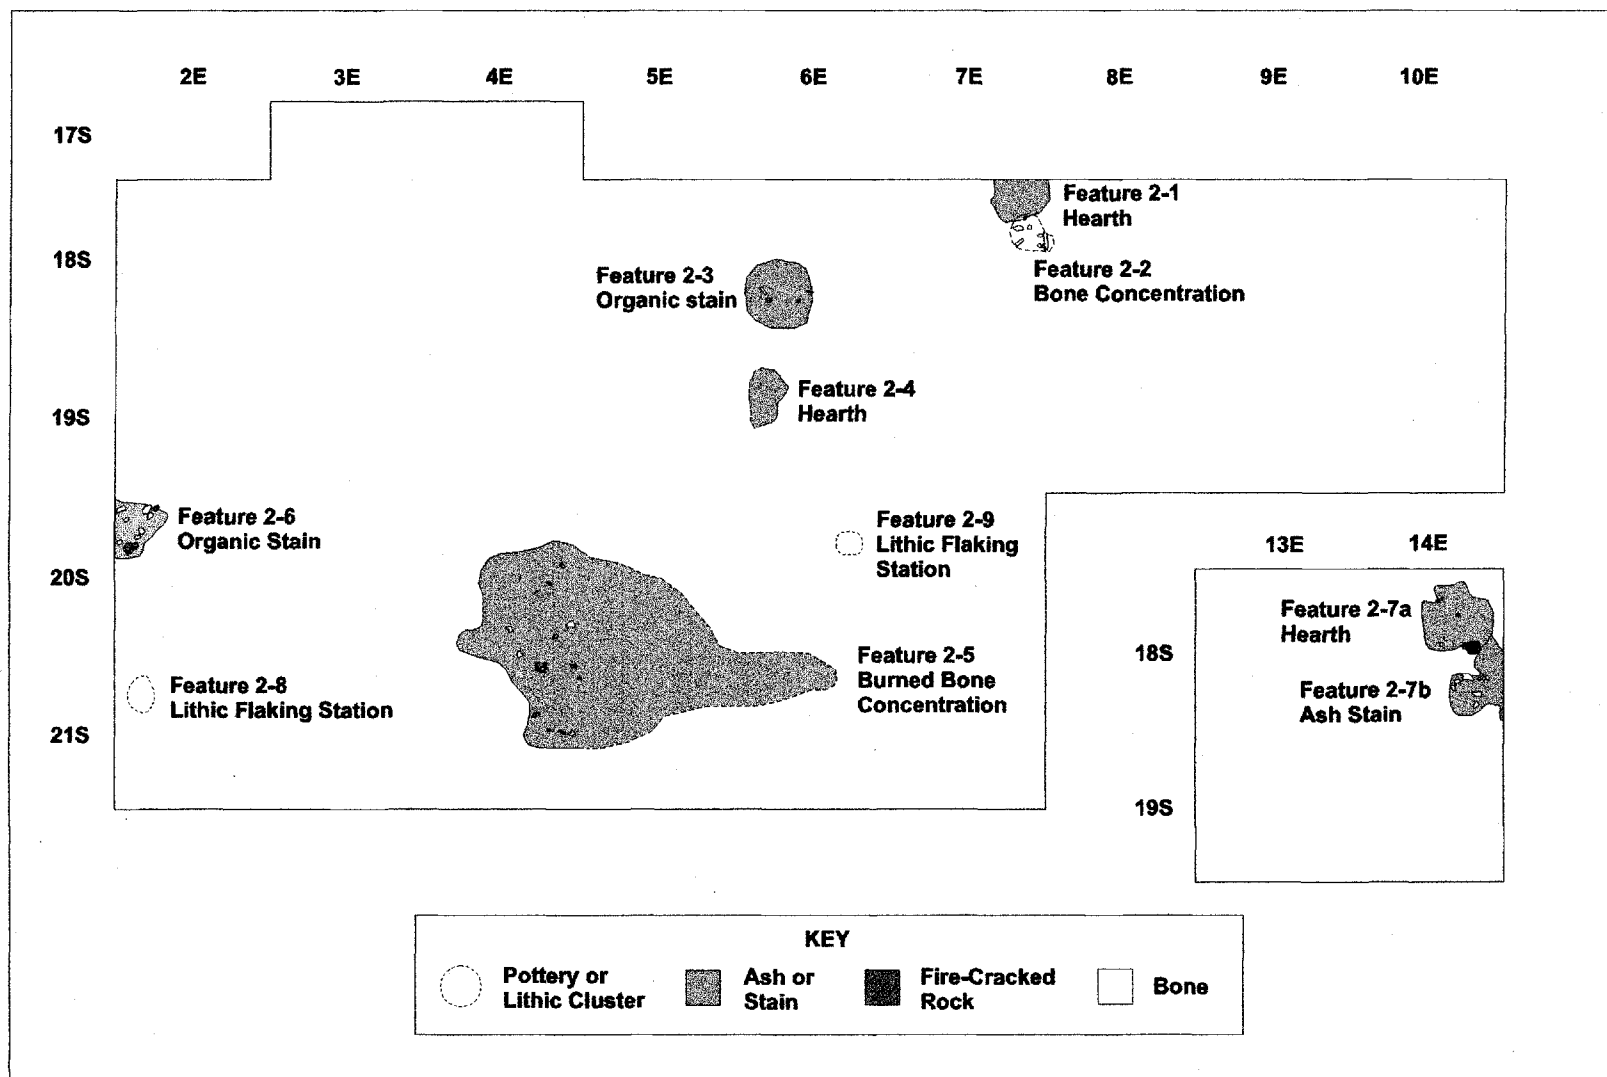 2E 3E 4E 5E 6E 7E 8E 9E 10E
17S
Feature 2-1
Hearth
18S
Feature 2-3
Organic stain
Feature 2-2
Bone Concentration
19S
Feature 2-4
Hearth
Feature 2-6
Organic Stain
Feature 2-9
Lithic Flaking
Station
13E 14E
20S
Feature 2-7a
Hearth
18S
Feature 2-5
Burned Bone
Concentration
Feature 2-8
Lithic Flaking Station
Feature 2-7b
Ash Stain
21S
19S
KEY
Pottery or
Lithic Cluster
Ash or
Stain
Fire-Cracked
Rock
Bone